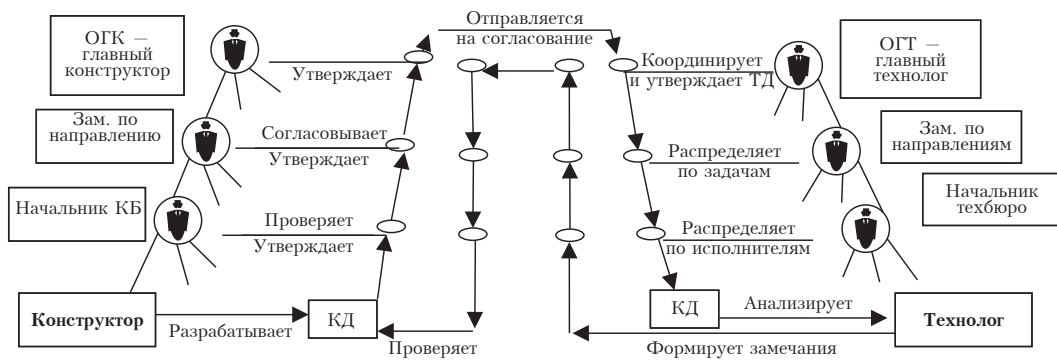 ОГК —
главный
конструктор
Отправляется
на согласование
ОГТ —
главный
технолог
Утверждает
Координирует
и утверждает ТД
Зам. по
направлению
Согласовывает
Утверждает
Распределяет
по задачам
Зам. по
направлениям
Начальник КБ
Проверяет
Утверждает
Распределяет
по исполнителям
Начальник
техбюро
Конструктор
Разрабатывает
КД
Проверяет
КД
Анализирует
Технолог
Формирует замечания